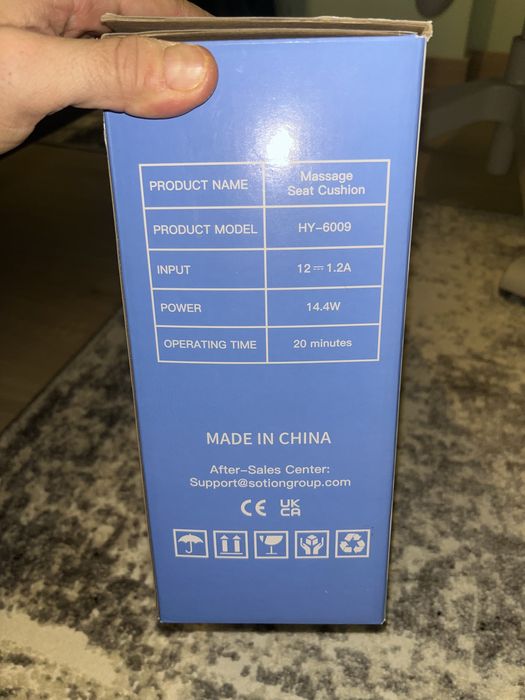 PRODUCT NAME Massage
Seat Cushion
PRODUCT MODEL HY-6009
INPUT 12⎓1.2A
POWER 14.4W
OPERATING TIME 20 minutes
MADE IN CHINA
After-Sales Center:
Support@sotiongroup.com
CE UK
CA